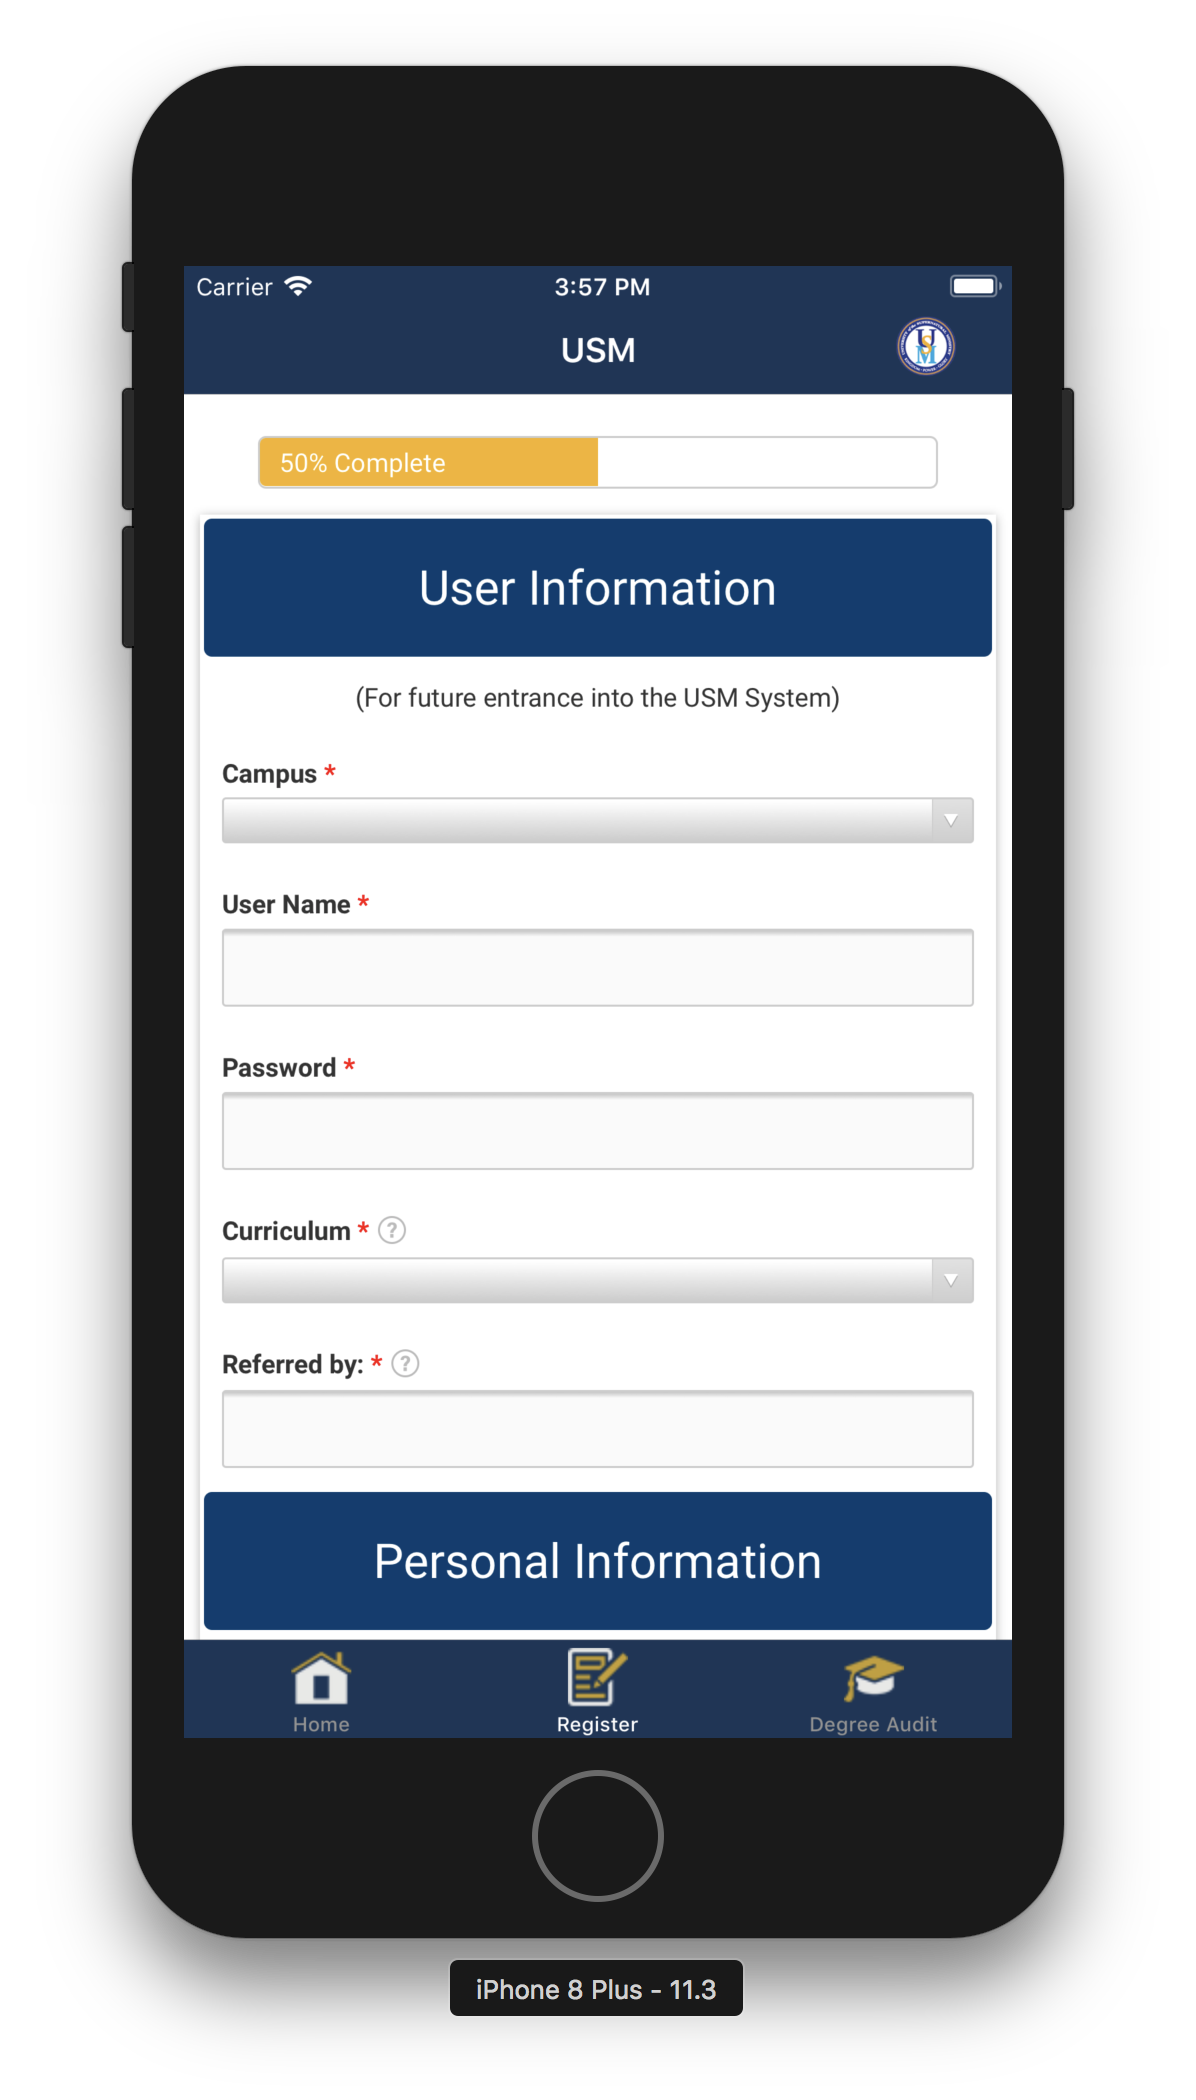 Carrier 3:57 PM
USM
50% Complete
User Information
(For future entrance into the USM System)
Campus *
User Name *
Password *
Curriculum * ?
Referred by: * ?
Personal Information
Home Register Degree Audit
iPhone 8 Plus - 11.3